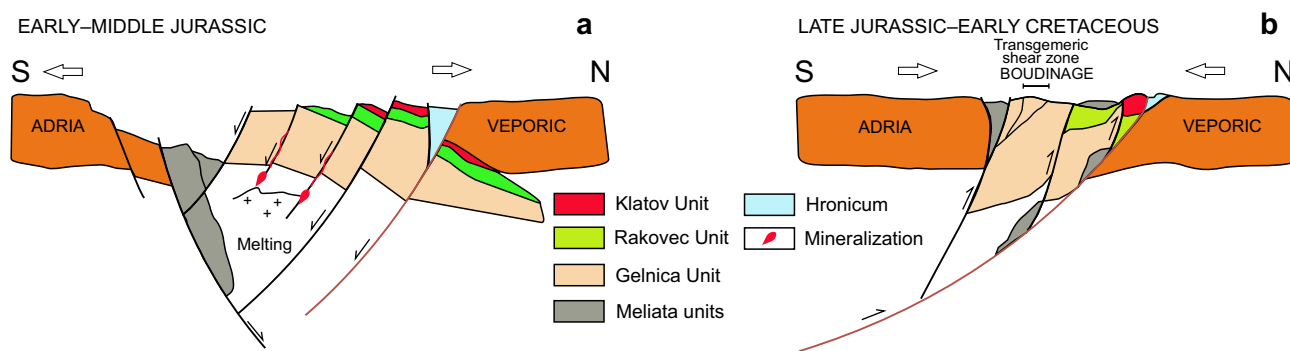 EARLY–MIDDLE JURASSIC
a
S
N
ADRIA
VEPORIC
Melting
Klatov Unit
Rakovec Unit
Gelnica Unit
Meliata units
Hronicum
Mineralization
LATE JURASSIC–EARLY CRETACEOUS
b
Transgemeric
shear zone
BOUDINAGE
S
N
ADRIA
VEPORIC